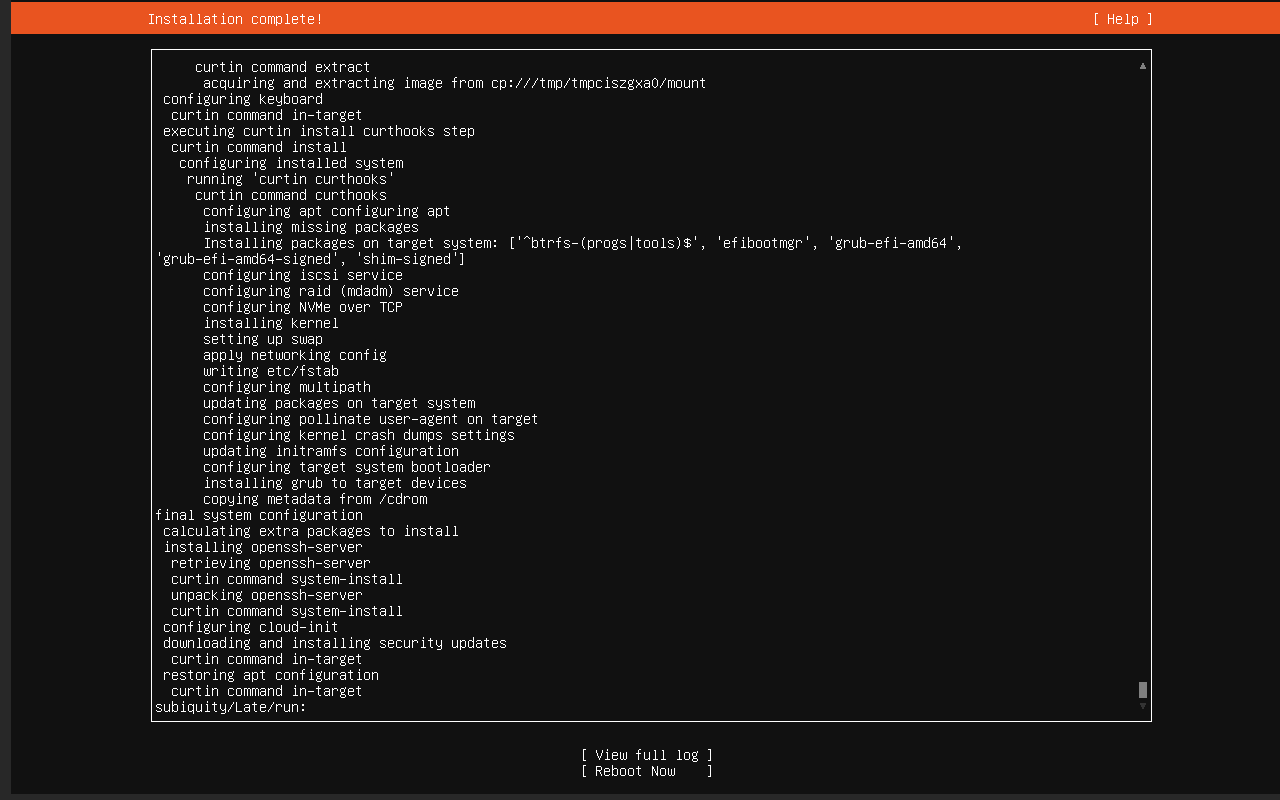 Installation complete! [ Help ]
curtin command extract
acquiring and extracting image from cp:///tmp/tmpciszgxa0/mount
configuring keyboard
curtin command in-target
executing curtin install curthooks step
curtin command install
configuring installed system
running 'curtin curthooks'
curtin command curthooks
configuring apt configuring apt
installing missing packages
Installing packages on target system: ['^btrfs-(progs|tools)$', 'efibootmgr', 'grub-efi-amd64',
'grub-efi-amd64-signed', 'shim-signed']
configuring iscsi service
configuring raid (mdadm) service
configuring NVMe over TCP
installing kernel
setting up swap
apply networking config
writing etc/fstab
configuring multipath
updating packages on target system
configuring pollinate user-agent on target
configuring kernel crash dumps settings
updating initramfs configuration
configuring target system bootloader
installing grub to target devices
copying metadata from /cdrom
final system configuration
calculating extra packages to install
installing openssh-server
retrieving openssh-server
curtin command system-install
unpacking openssh-server
curtin command system-install
configuring cloud-init
downloading and installing security updates
curtin command in-target
restoring apt configuration
curtin command in-target
subiquity/Late/run:
[ View full log ]
[ Reboot Now ]